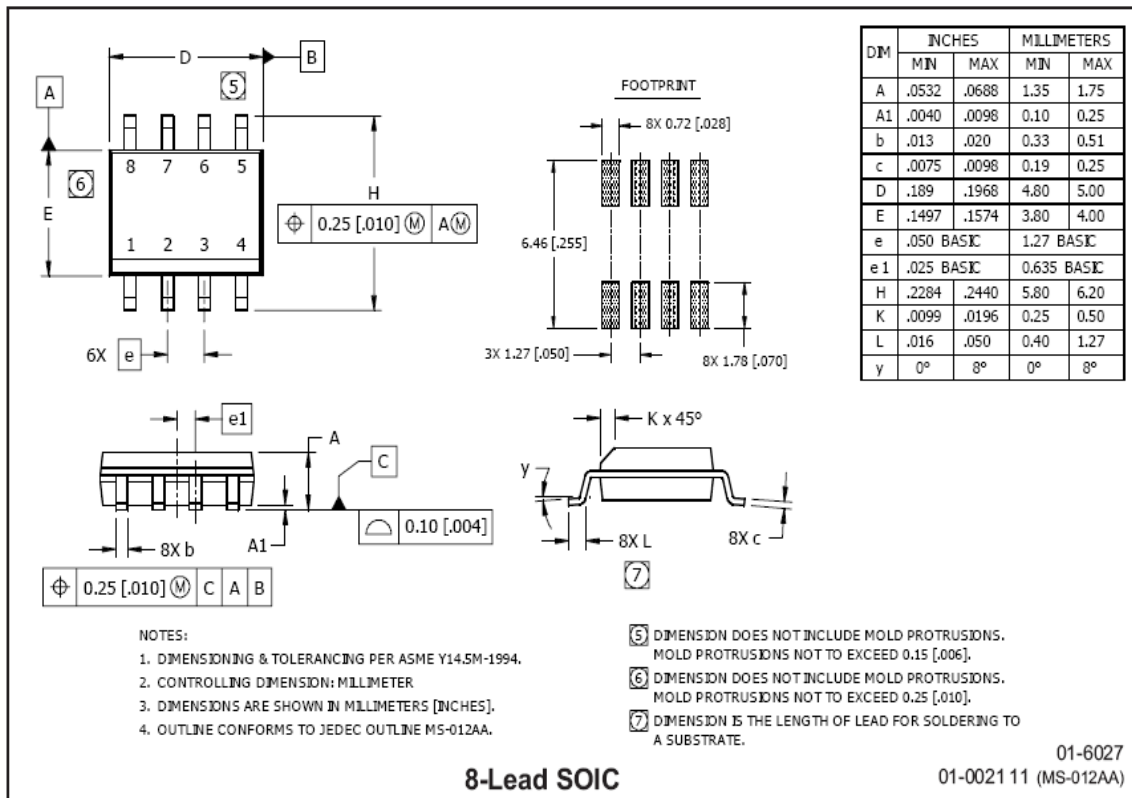 D
B
5
A
8 7 6 5
6
E
H
⌖ 0.25 [.010] Ⓜ A Ⓜ
1 2 3 4
6X e
FOOTPRINT
8X 0.72 [.028]
6.46 [.255]
3X 1.27 [.050]
8X 1.78 [.070]
DIM INCHES MILLIMETERS
MIN MAX MIN MAX
A .0532 .0688 1.35 1.75
A1 .0040 .0098 0.10 0.25
b .013 .020 0.33 0.51
c .0075 .0098 0.19 0.25
D .189 .1968 4.80 5.00
E .1497 .1574 3.80 4.00
e .050 BASIC 1.27 BASIC
e1 .025 BASIC 0.635 BASIC
H .2284 .2440 5.80 6.20
K .0099 .0196 0.25 0.50
L .016 .050 0.40 1.27
y 0° 8° 0° 8°
e1
A
C
⌓ 0.10 [.004]
8X b
A1
⌖ 0.25 [.010] Ⓜ C A B
K x 45°
y
8X L
8X c
7
NOTES:
1. DIMENSIONING & TOLERANCING PER ASME Y14.5M-1994.
2. CONTROLLING DIMENSION: MILLIMETER
3. DIMENSIONS ARE SHOWN IN MILLIMETERS [INCHES].
4. OUTLINE CONFORMS TO JEDEC OUTLINE MS-012AA.
5 DIMENSION DOES NOT INCLUDE MOLD PROTRUSIONS.
MOLD PROTRUSIONS NOT TO EXCEED 0.15 [.006].
6 DIMENSION DOES NOT INCLUDE MOLD PROTRUSIONS.
MOLD PROTRUSIONS NOT TO EXCEED 0.25 [.010].
7 DIMENSION IS THE LENGTH OF LEAD FOR SOLDERING TO
A SUBSTRATE.
8-Lead SOIC
01-6027
01-0021 11 (MS-012AA)